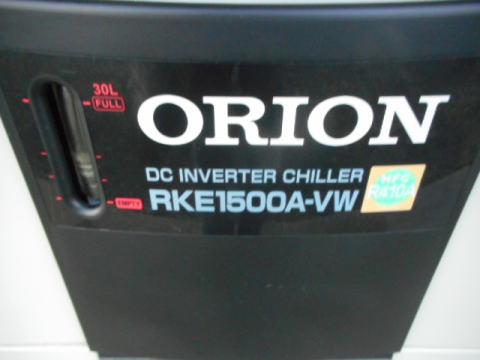 30L
FULL
ORION
DC INVERTER CHILLER
RKE1500A-VW
HFC
R410A
EMPTY